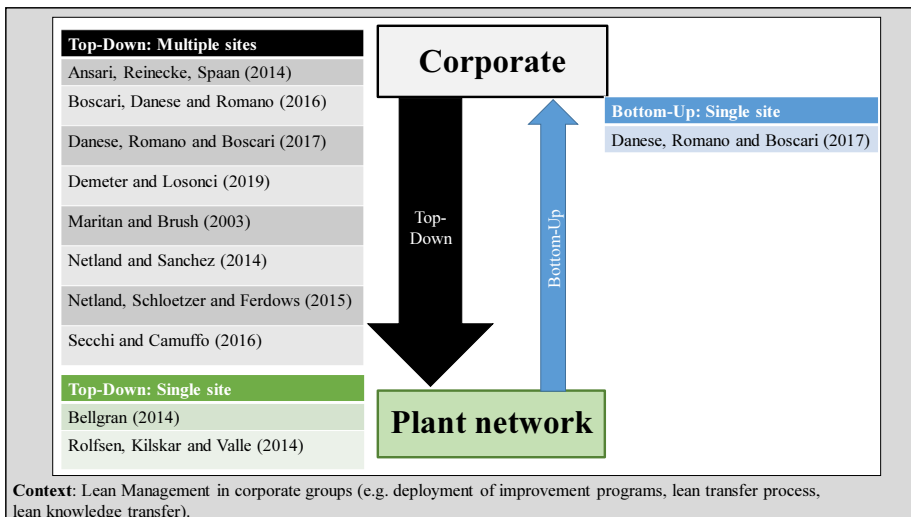 Top-Down: Multiple sites
Ansari, Reinecke, Spaan (2014)
Boscari, Danese and Romano (2016)
Danese, Romano and Boscari (2017)
Demeter and Losonci (2019)
Maritan and Brush (2003)
Netland and Sanchez (2014)
Netland, Schloetzer and Ferdows (2015)
Secchi and Camuffo (2016)
Top-Down: Single site
Bellgran (2014)
Rolfsen, Kilskar and Valle (2014)
Corporate
Top-
Down
Bottom-Up
Plant network
Bottom-Up: Single site
Danese, Romano and Boscari (2017)
Context: Lean Management in corporate groups (e.g. deployment of improvement programs, lean transfer process,
lean knowledge transfer).